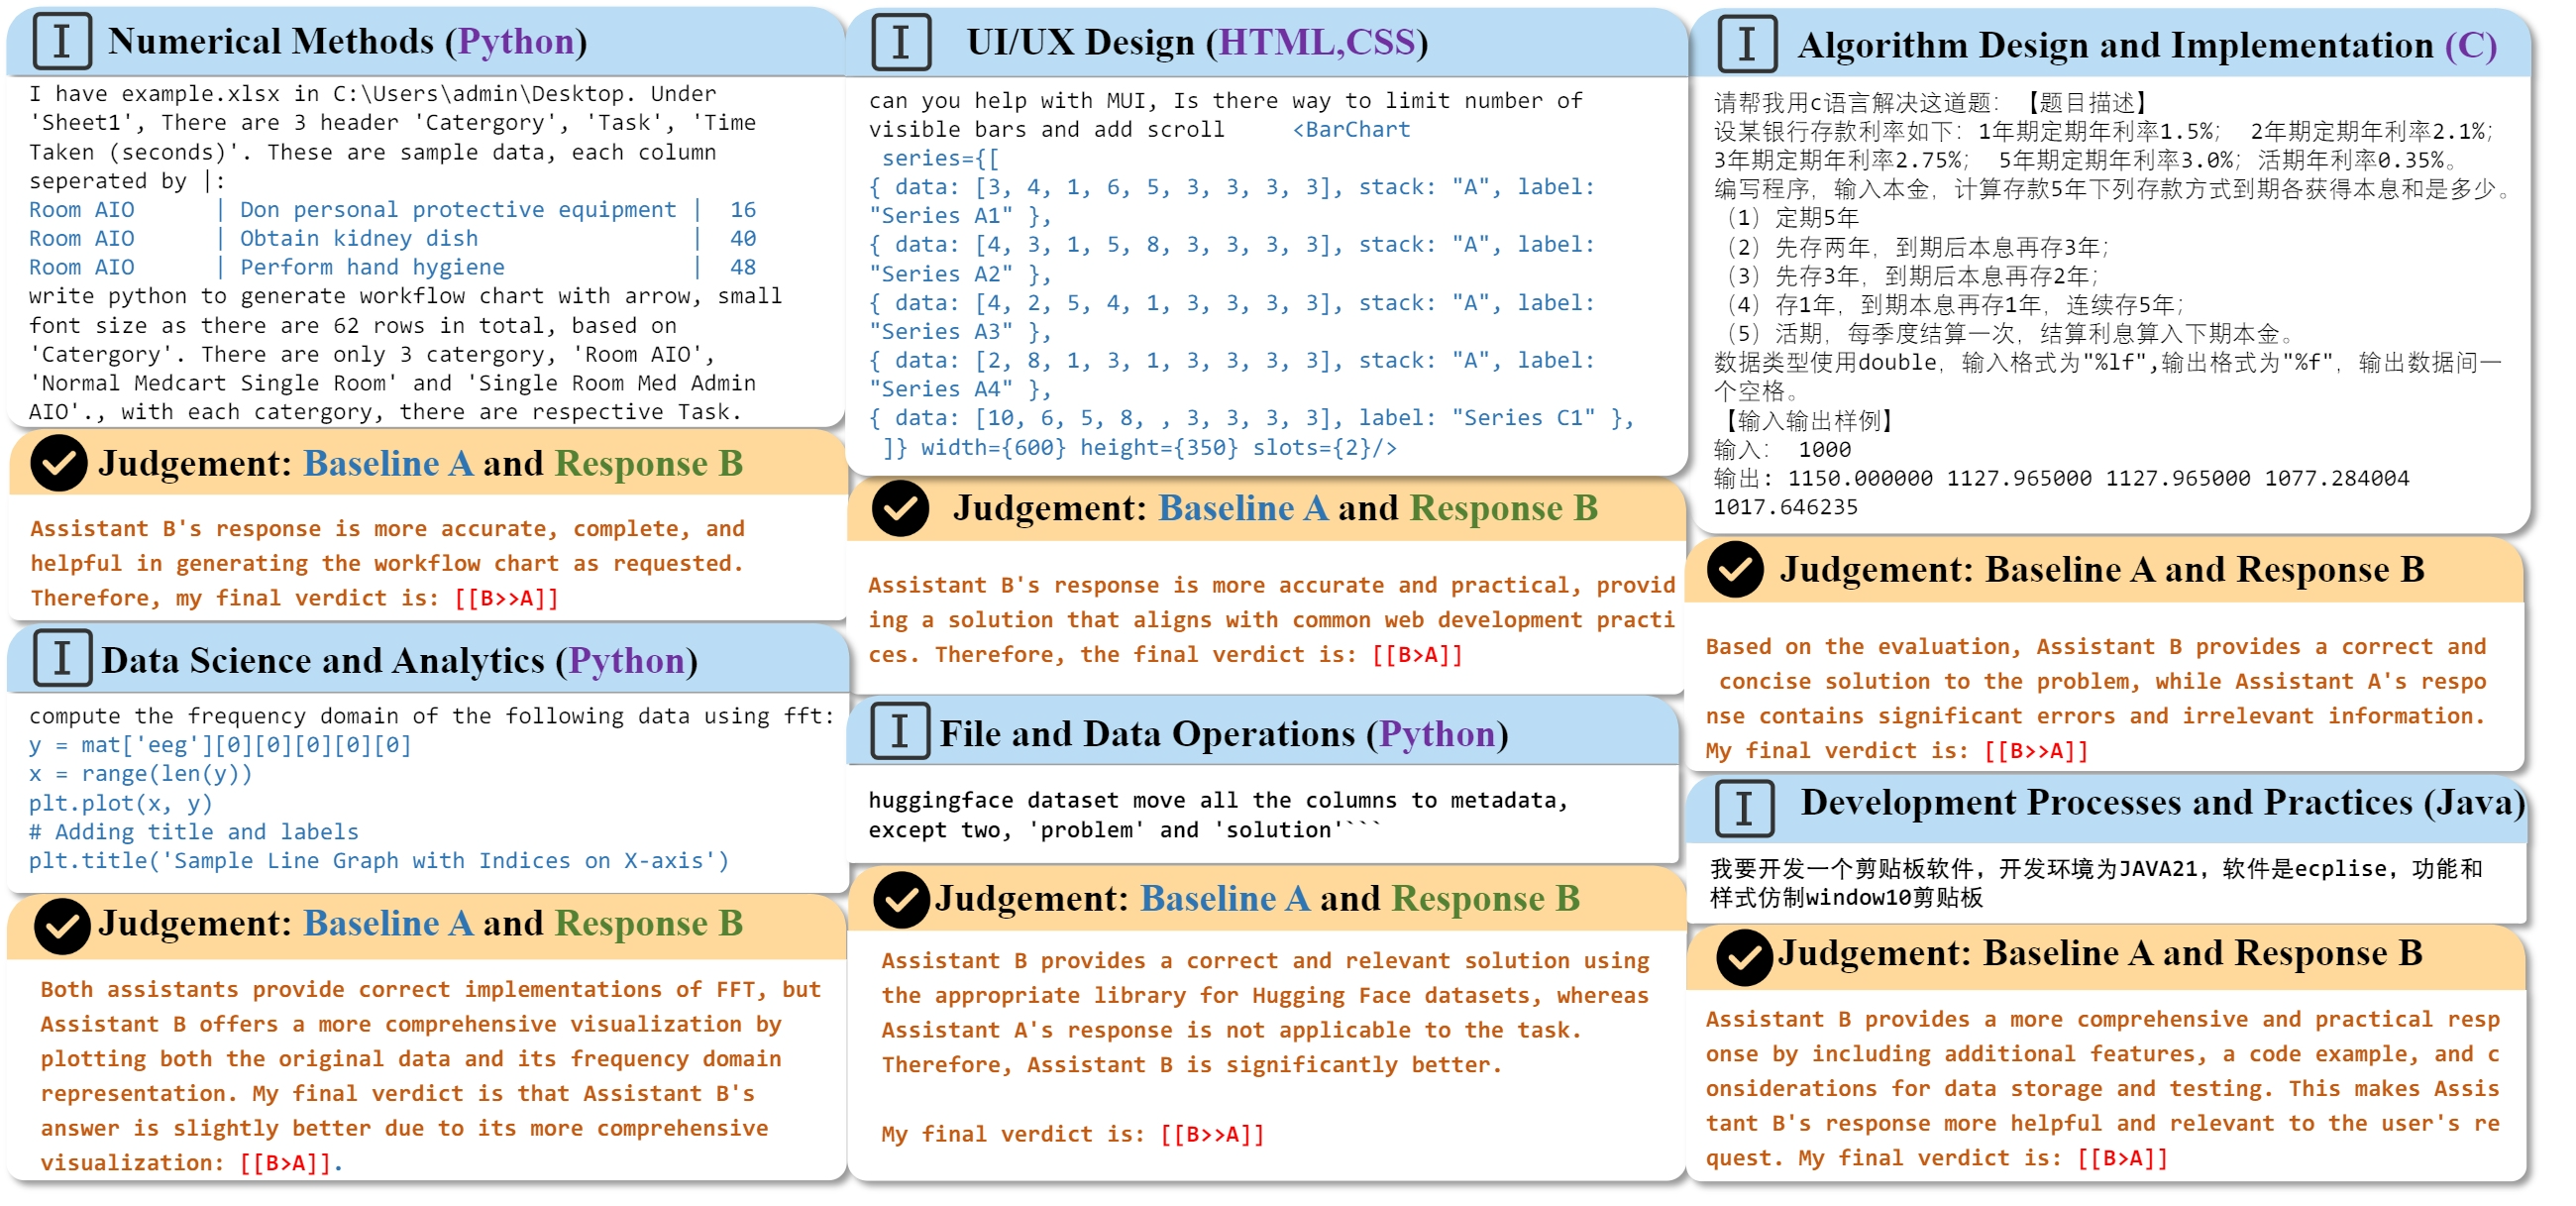 Numerical Methods (Python)
I have example.xlsx in C:\Users\admin\Desktop. Under
'Sheet1', There are 3 header 'Catergory', 'Task', 'Time
Taken (seconds)'. These are sample data, each column
seperated by |:
Room AIO | Don personal protective equipment | 16
Room AIO | Obtain kidney dish | 40
Room AIO | Perform hand hygiene | 48
write python to generate workflow chart with arrow, small
font size as there are 62 rows in total, based on
'Catergory'. There are only 3 catergory, 'Room AIO',
'Normal Medcart Single Room' and 'Single Room Med Admin
AIO'., with each catergory, there are respective Task.
Judgement: Baseline A and Response B
Assistant B's response is more accurate, complete, and
helpful in generating the workflow chart as requested.
Therefore, my final verdict is: [[B>>A]]
Data Science and Analytics (Python)
compute the frequency domain of the following data using fft:
y = mat['eeg'][0][0][0][0][0]
x = range(len(y))
plt.plot(x, y)
# Adding title and labels
plt.title('Sample Line Graph with Indices on X-axis')
Judgement: Baseline A and Response B
Both assistants provide correct implementations of FFT, but
Assistant B offers a more comprehensive visualization by
plotting both the original data and its frequency domain
representation. My final verdict is that Assistant B's
answer is slightly better due to its more comprehensive
visualization: [[B>A]].
UI/UX Design (HTML,CSS)
can you help with MUI, Is there way to limit number of
visible bars and add scroll <BarChart
series={[
{ data: [3, 4, 1, 6, 5, 3, 3, 3, 3], stack: "A", label:
"Series A1" },
{ data: [4, 3, 1, 5, 8, 3, 3, 3, 3], stack: "A", label:
"Series A2" },
{ data: [4, 2, 5, 4, 1, 3, 3, 3, 3], stack: "A", label:
"Series A3" },
{ data: [2, 8, 1, 3, 1, 3, 3, 3, 3], stack: "A", label:
"Series A4" },
{ data: [10, 6, 5, 8, , 3, 3, 3, 3], label: "Series C1" },
]} width={600} height={350} slots={2}/>
Judgement: Baseline A and Response B
Assistant B's response is more accurate and practical, provid
ing a solution that aligns with common web development practi
ces. Therefore, the final verdict is: [[B>A]]
File and Data Operations (Python)
huggingface dataset move all the columns to metadata,
except two, 'problem' and 'solution'```
Judgement: Baseline A and Response B
Assistant B provides a correct and relevant solution using
the appropriate library for Hugging Face datasets, whereas
Assistant A's response is not applicable to the task.
Therefore, Assistant B is significantly better.
My final verdict is: [[B>>A]]
Algorithm Design and Implementation (C)
请帮我用c语言解决这道题：【题目描述】
设某银行存款利率如下：1年期定期年利率1.5%； 2年期定期年利率2.1%；
3年期定期年利率2.75%； 5年期定期年利率3.0%；活期年利率0.35%。
编写程序，输入本金，计算存款5年下列存款方式到期各获得本息和是多少。
（1）定期5年
（2）先存两年，到期后本息再存3年；
（3）先存3年，到期后本息再存2年；
（4）存1年，到期本息再存1年，连续存5年；
（5）活期，每季度结算一次，结算利息算入下期本金。
数据类型使用double，输入格式为"%lf",输出格式为"%f"，输出数据间一
个空格。
【输入输出样例】
输入： 1000
输出：1150.000000 1127.965000 1127.965000 1077.284004
1017.646235
Judgement: Baseline A and Response B
Based on the evaluation, Assistant B provides a correct and
concise solution to the problem, while Assistant A's respo
nse contains significant errors and irrelevant information.
My final verdict is: [[B>>A]]
Development Processes and Practices (Java)
我要开发一个剪贴板软件，开发环境为JAVA21，软件是ecplise，功能和
样式仿制window10剪贴板
Judgement: Baseline A and Response B
Assistant B provides a more comprehensive and practical resp
onse by including additional features, a code example, and c
onsiderations for data storage and testing. This makes Assis
tant B's response more helpful and relevant to the user's re
quest. My final verdict is: [[B>A]]